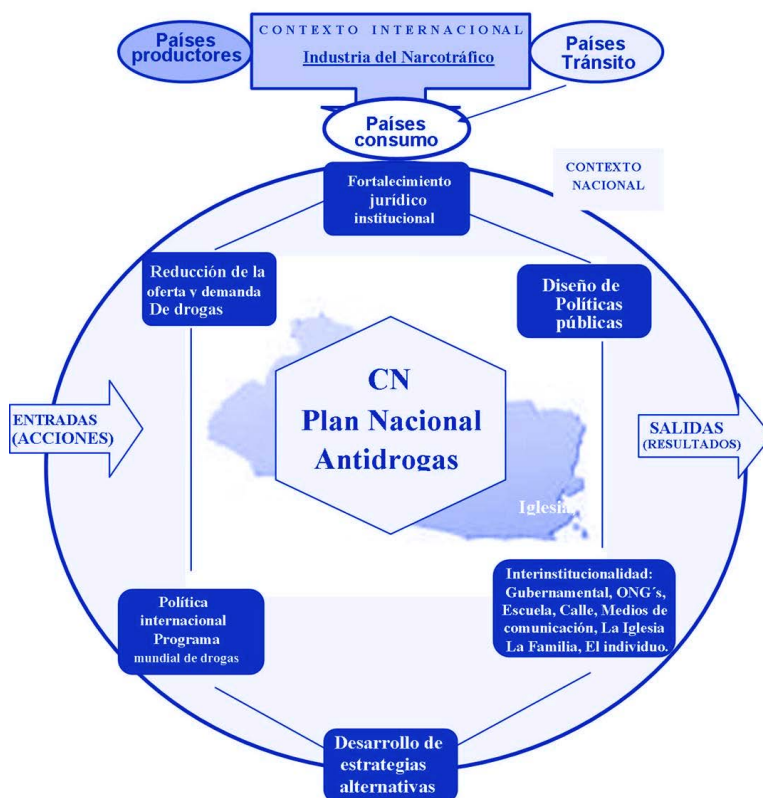 CONTEXTO INTERNACIONAL
Industria del Narcotráfico
Países
productores
Países
Tránsito
Países
consumo
CONTEXTO
NACIONAL
Fortalecimiento
jurídico
institucional
Reducción de la
oferta y demanda
De drogas
Diseño de
Políticas
públicas
CN
Plan Nacional
Antidrogas
ENTRADAS
(ACCIONES)
SALIDAS
(RESULTADOS)
Iglesia
Política
internacional
Programa
mundial de drogas
Interinstitucionalidad:
Gubernamental, ONG´s,
Escuela, Calle, Medios de
comunicación, La Iglesia
La Familia, El individuo.
Desarrollo de
estrategias
alternativas